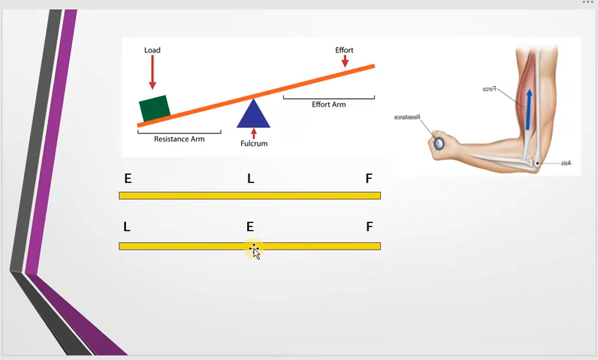 Load
Effort
Effort Arm
Resistance Arm
Fulcrum
Force
Resistance
Axis
E L F
L E F